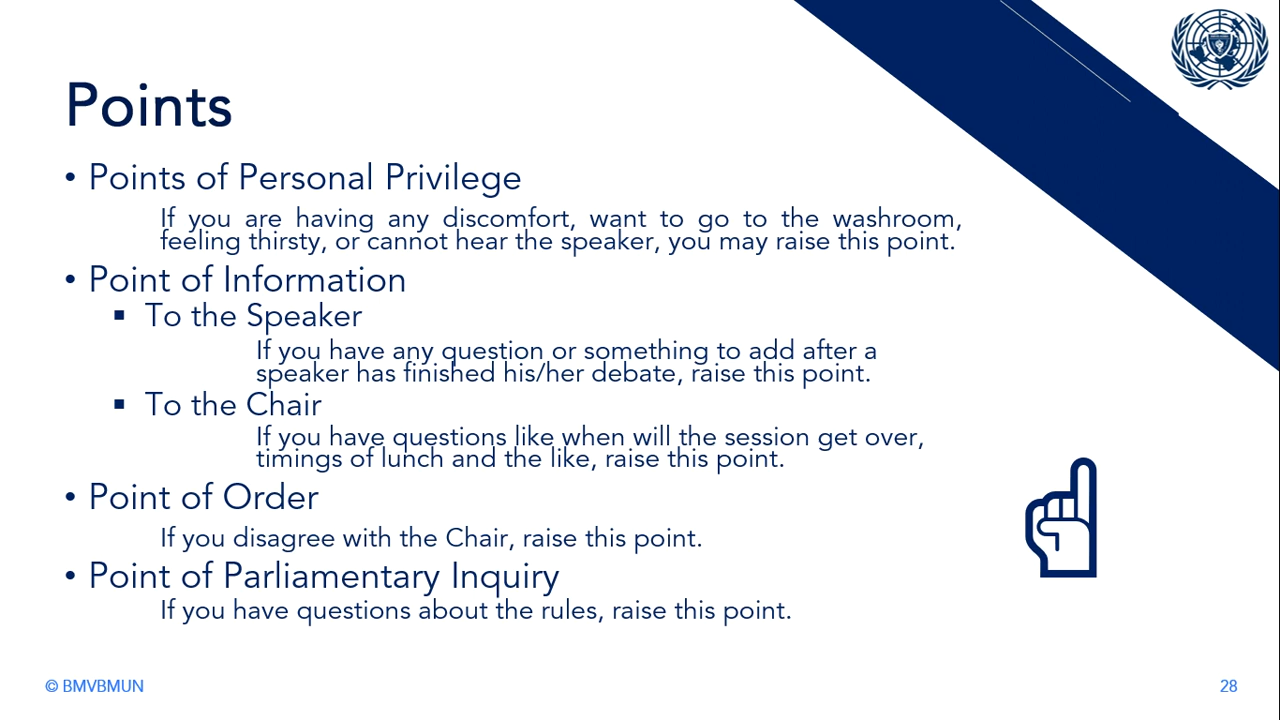 Points
• Points of Personal Privilege
If you are having any discomfort, want to go to the washroom,
feeling thirsty, or cannot hear the speaker, you may raise this point.
• Point of Information
▪ To the Speaker
If you have any question or something to add after a
speaker has finished his/her debate, raise this point.
▪ To the Chair
If you have questions like when will the session get over,
timings of lunch and the like, raise this point.
• Point of Order
If you disagree with the Chair, raise this point.
• Point of Parliamentary Inquiry
If you have questions about the rules, raise this point.
© BMVBMUN
28